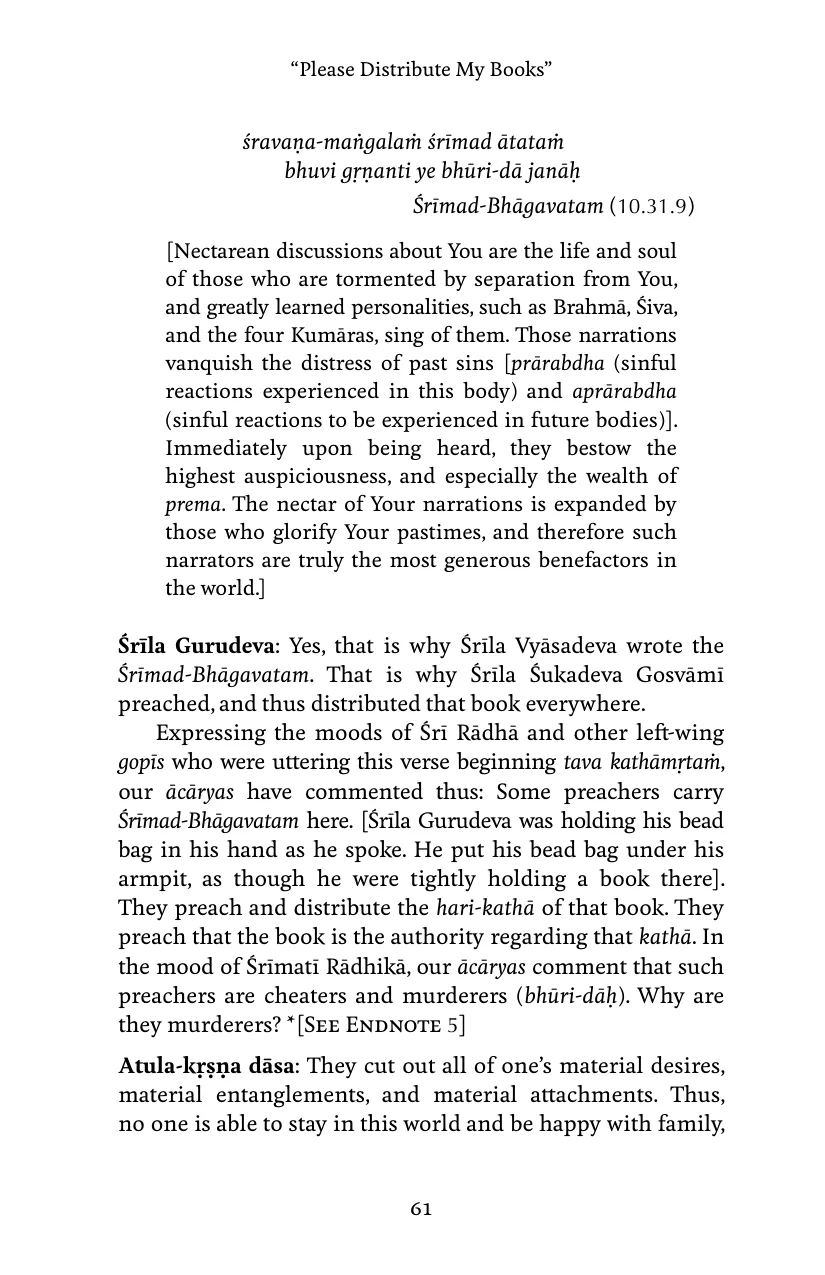 “Please Distribute My Books”
śravaṇa-maṅgalaṁ śrīmad ātataṁ
bhuvi gṛṇanti ye bhūri-dā janāḥ
Śrīmad-Bhāgavatam (10.31.9)
[Nectarean discussions about You are the life and soul
of those who are tormented by separation from You,
and greatly learned personalities, such as Brahmā, Śiva,
and the four Kumāras, sing of them. Those narrations
vanquish the distress of past sins [prārabdha (sinful
reactions experienced in this body) and aprārabdha
(sinful reactions to be experienced in future bodies)].
Immediately upon being heard, they bestow the
highest auspiciousness, and especially the wealth of
prema. The nectar of Your narrations is expanded by
those who glorify Your pastimes, and therefore such
narrators are truly the most generous benefactors in
the world.]
Śrīla Gurudeva: Yes, that is why Śrīla Vyāsadeva wrote the
Śrīmad-Bhāgavatam. That is why Śrīla Śukadeva Gosvāmī
preached, and thus distributed that book everywhere.
Expressing the moods of Śrī Rādhā and other left-wing
gopīs who were uttering this verse beginning tava kathāmṛtaṁ,
our ācāryas have commented thus: Some preachers carry
Śrīmad-Bhāgavatam here. [Śrīla Gurudeva was holding his bead
bag in his hand as he spoke. He put his bead bag under his
armpit, as though he were tightly holding a book there].
They preach and distribute the hari-kathā of that book. They
preach that the book is the authority regarding that kathā. In
the mood of Śrīmatī Rādhikā, our ācāryas comment that such
preachers are cheaters and murderers (bhūri-dāḥ). Why are
they murderers? *[See Endnote 5]
Atula-kṛṣṇa dāsa: They cut out all of one’s material desires,
material entanglements, and material attachments. Thus,
no one is able to stay in this world and be happy with family,
61